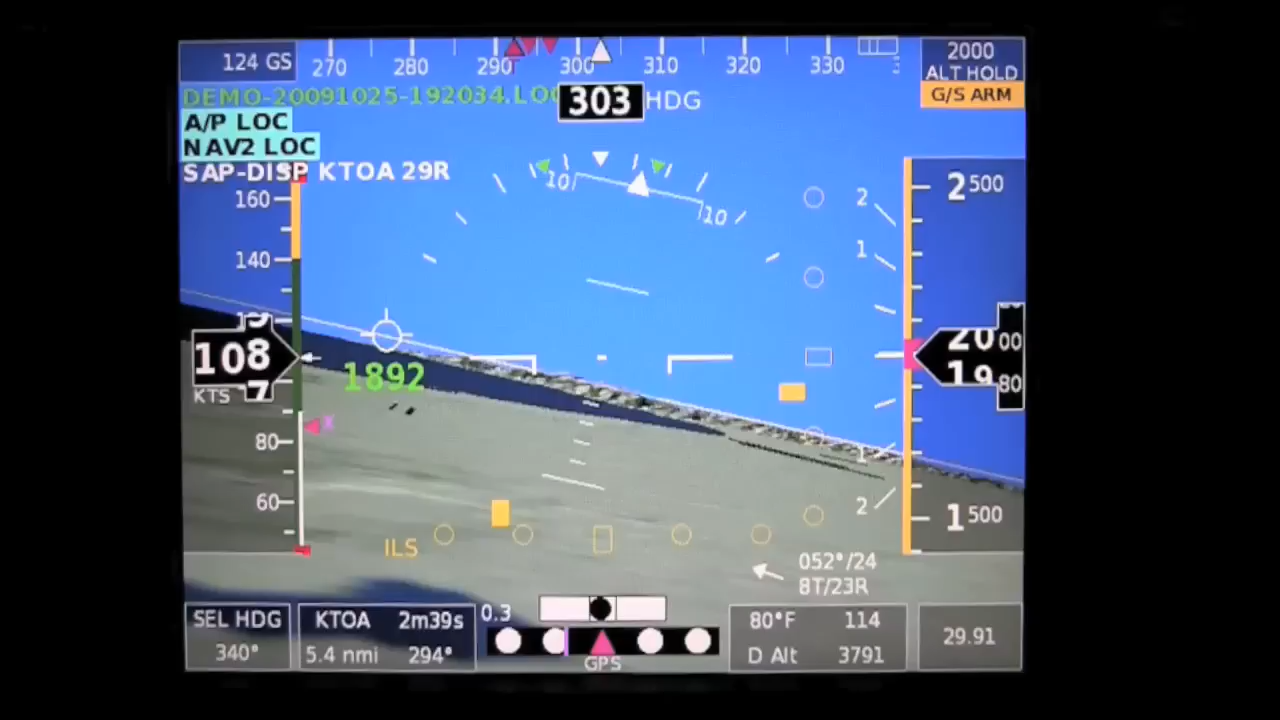 124 GS
270 280 290 300 310 320 330
2000
ALT HOLD
G/S ARM
DEMO-20091025-192034.LOG
303 HDG
A/P LOC
NAV2 LOC
SAP-DISP KTOA 29R
10 10
160
140
108
KTS
80
60
1892
X
2
1
1
2
2500
20 00
19 80
1500
ILS
052°/24
8T/23R
SEL HDG
340°
KTOA 2m39s
5.4 nmi 294°
0.3
GPS
80°F 114
D Alt 3791
29.91